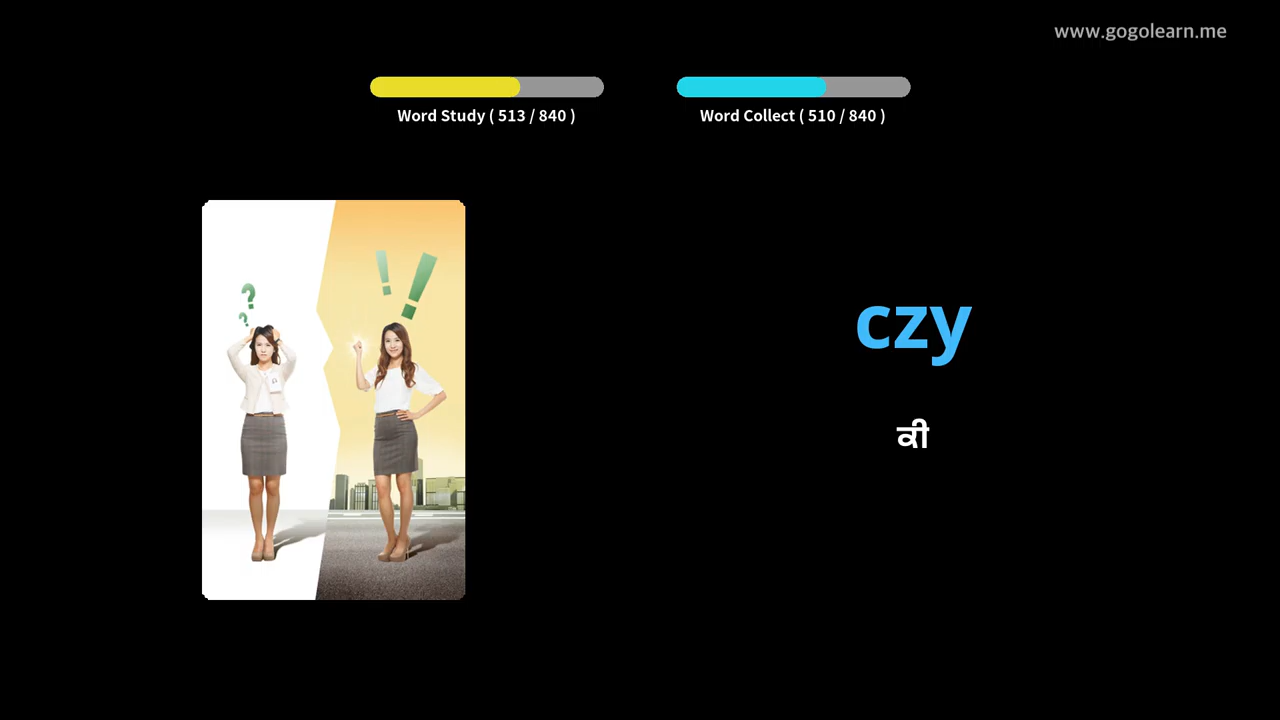 www.gogolearn.me
Word Study ( 513 / 840 )
Word Collect ( 510 / 840 )
? ?
! !
czy
ਕੀ